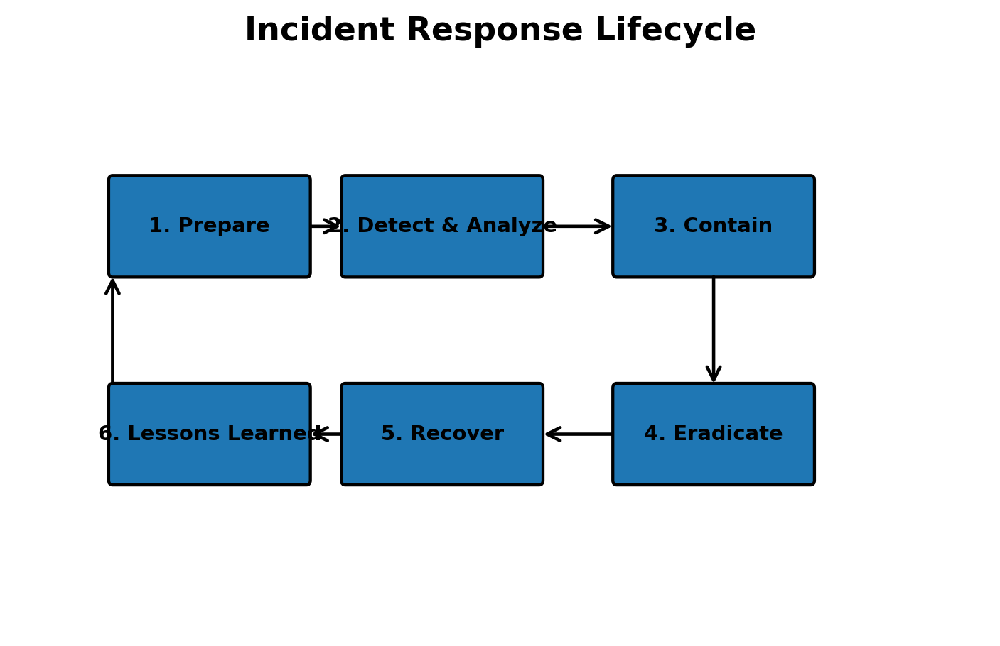 Incident Response Lifecycle
1. Prepare
2. Detect & Analyze
3. Contain
6. Lessons Learned
5. Recover
4. Eradicate